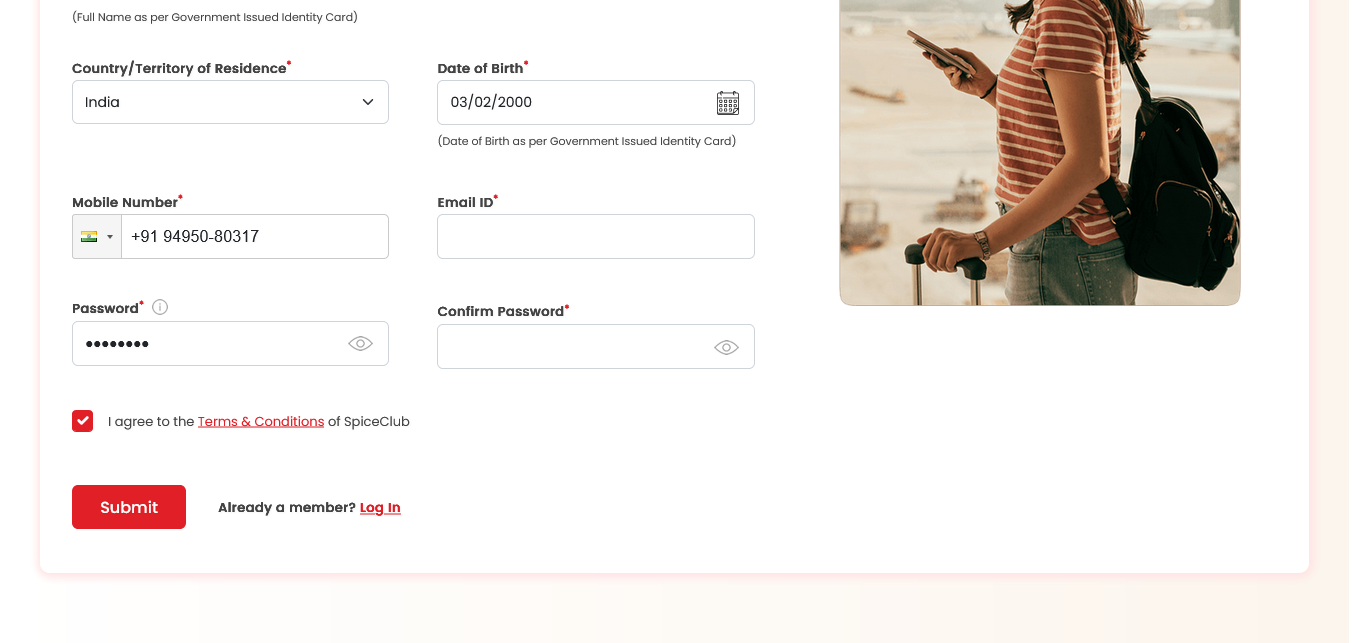 (Full Name as per Government Issued Identity Card)
Country/Territory of Residence*
Date of Birth*
India
03/02/2000
(Date of Birth as per Government Issued Identity Card)
Mobile Number*
Email ID*
+91 94950-80317
Password*
Confirm Password*
••••••••
I agree to the Terms & Conditions of SpiceClub
Submit
Already a member? Log In